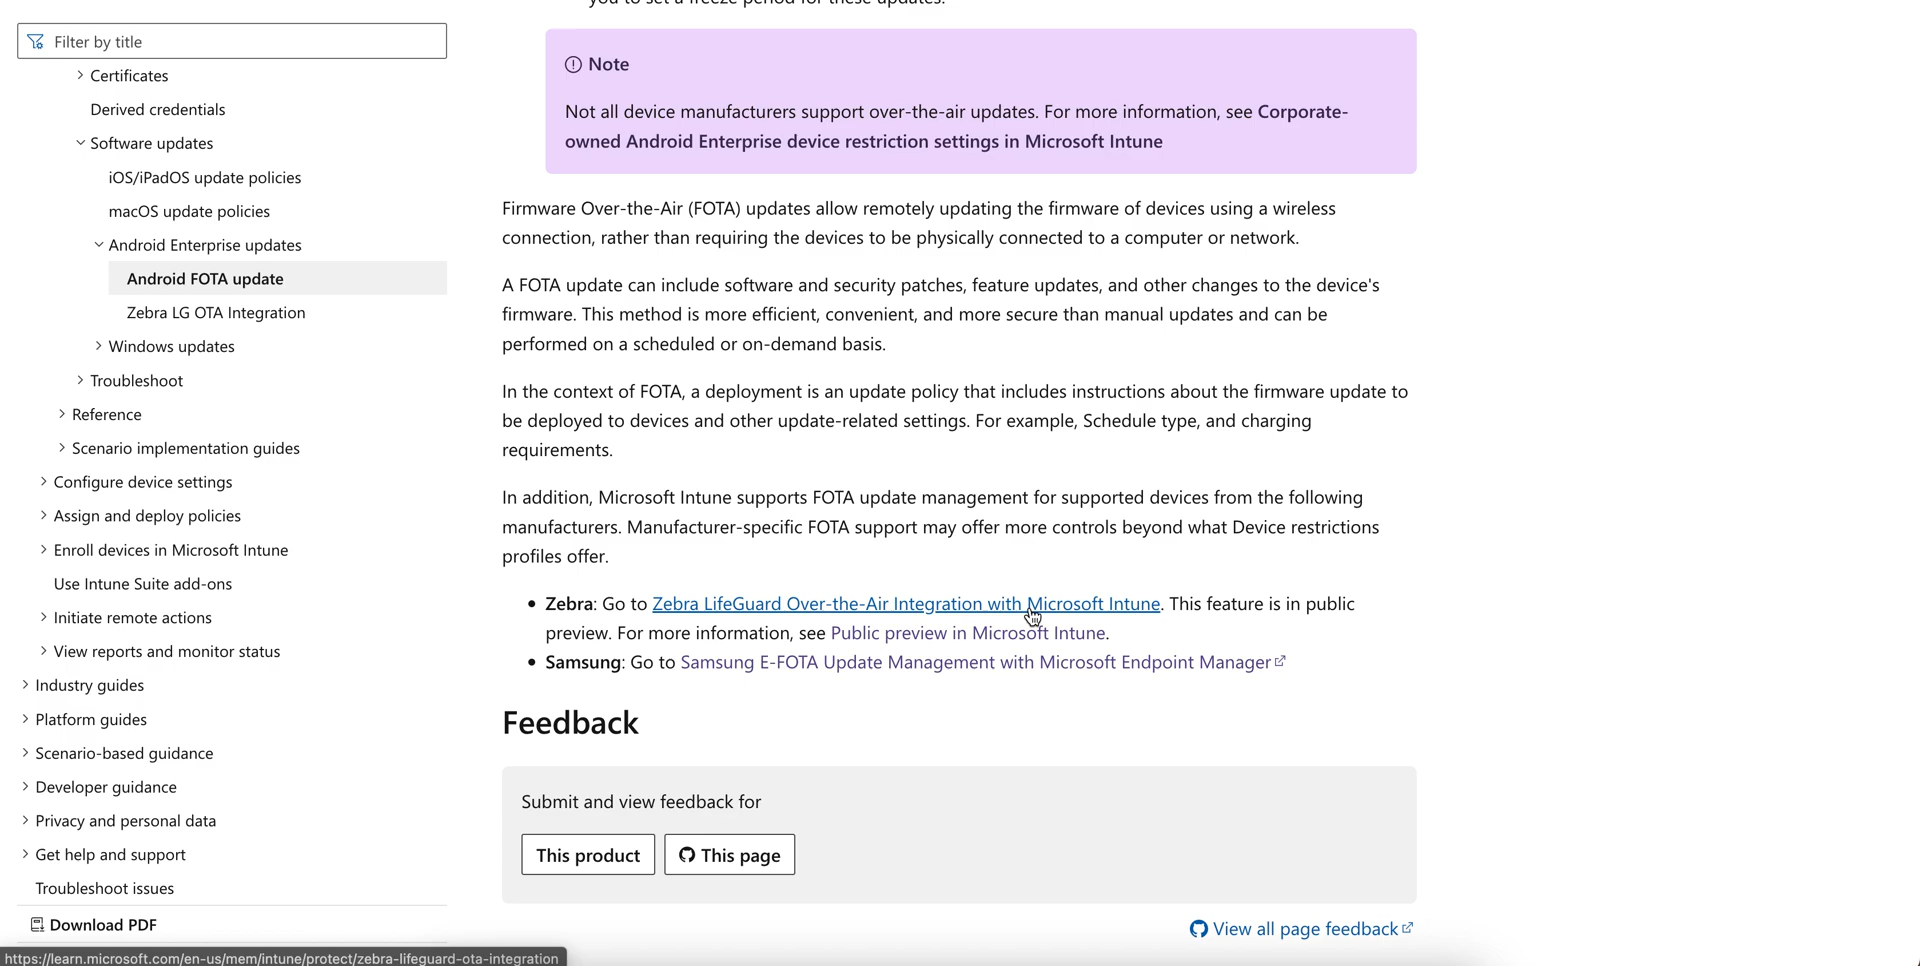 Filter by title
Certificates
Derived credentials
Software updates
iOS/iPadOS update policies
macOS update policies
Android Enterprise updates
Android FOTA update
Zebra LG OTA Integration
Windows updates
Troubleshoot
Reference
Scenario implementation guides
Configure device settings
Assign and deploy policies
Enroll devices in Microsoft Intune
Use Intune Suite add-ons
Initiate remote actions
View reports and monitor status
Industry guides
Platform guides
Scenario-based guidance
Developer guidance
Privacy and personal data
Get help and support
Troubleshoot issues
Download PDF
https://learn.microsoft.com/en-us/mem/intune/protect/zebra-lifeguard-ota-integration
you to set a freeze period for these updates.
Note
Not all device manufacturers support over-the-air updates. For more information, see Corporate-
owned Android Enterprise device restriction settings in Microsoft Intune
Firmware Over-the-Air (FOTA) updates allow remotely updating the firmware of devices using a wireless
connection, rather than requiring the devices to be physically connected to a computer or network.
A FOTA update can include software and security patches, feature updates, and other changes to the device's
firmware. This method is more efficient, convenient, and more secure than manual updates and can be
performed on a scheduled or on-demand basis.
In the context of FOTA, a deployment is an update policy that includes instructions about the firmware update to
be deployed to devices and other update-related settings. For example, Schedule type, and charging
requirements.
In addition, Microsoft Intune supports FOTA update management for supported devices from the following
manufacturers. Manufacturer-specific FOTA support may offer more controls beyond what Device restrictions
profiles offer.
• Zebra: Go to Zebra LifeGuard Over-the-Air Integration with Microsoft Intune. This feature is in public
preview. For more information, see Public preview in Microsoft Intune.
• Samsung: Go to Samsung E-FOTA Update Management with Microsoft Endpoint Manager
Feedback
Submit and view feedback for
This product
This page
View all page feedback